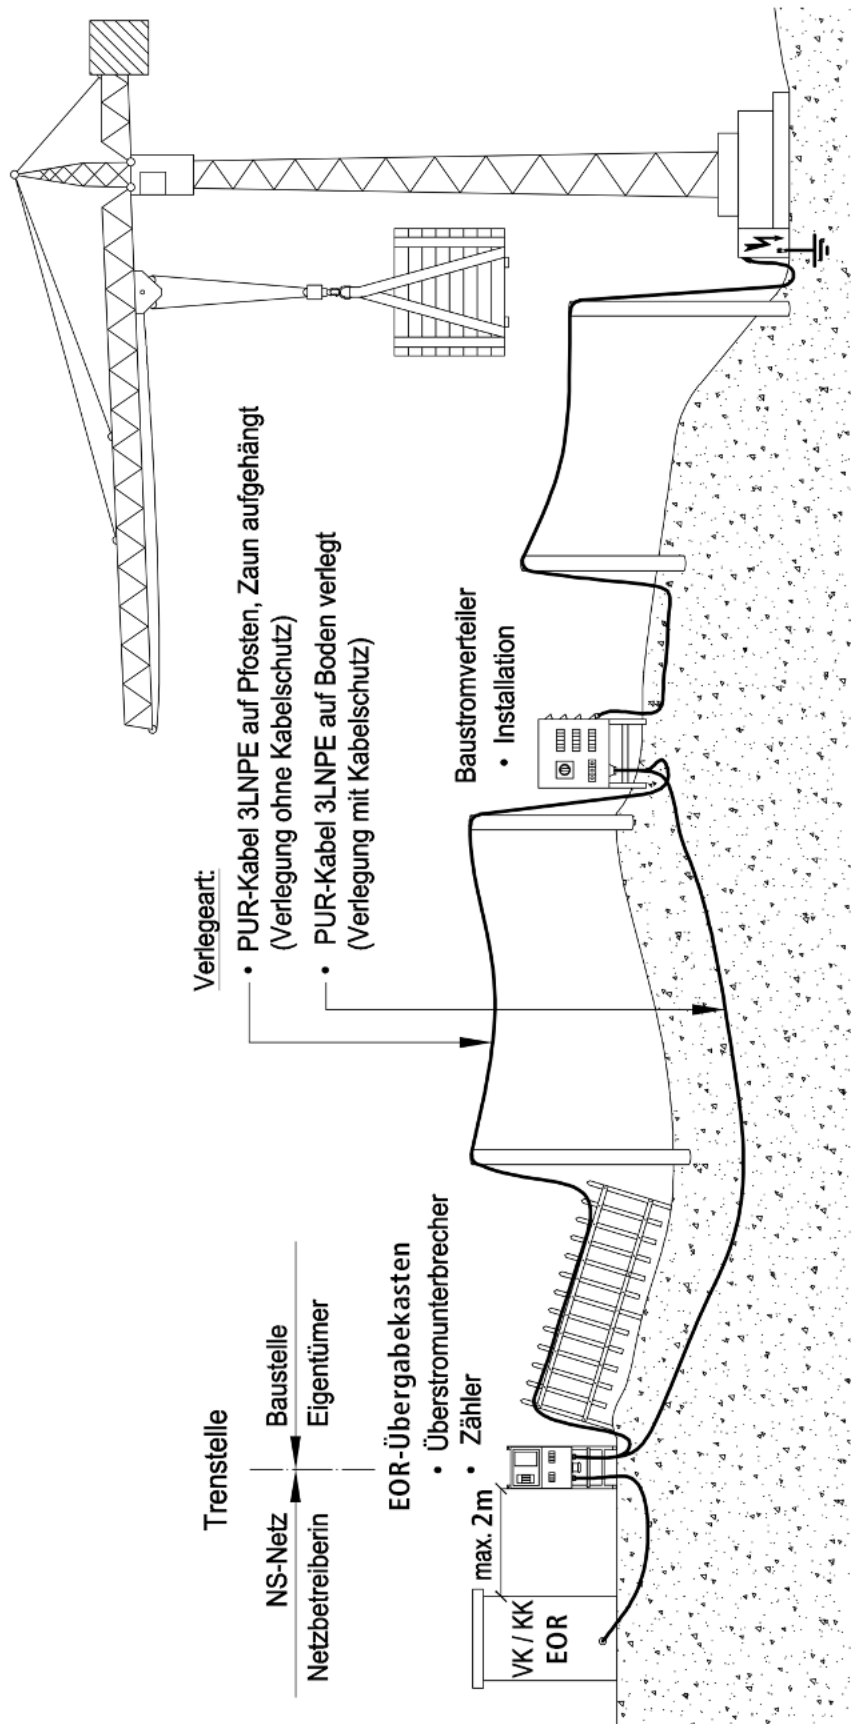 Trenstelle
NS-Netz
Baustelle
Netzbetreiberin
Eigentümer
EOR-Übergabekasten
• Überstromunterbrecher
• Zähler
max. 2m
VK / KK
EOR
Verlegeart:
• PUR-Kabel 3LNPE auf Pfosten, Zaun aufgehängt
(Verlegung ohne Kabelschutz)
• PUR-Kabel 3LNPE auf Boden verlegt
(Verlegung mit Kabelschutz)
Baustromverteiler
• Installation